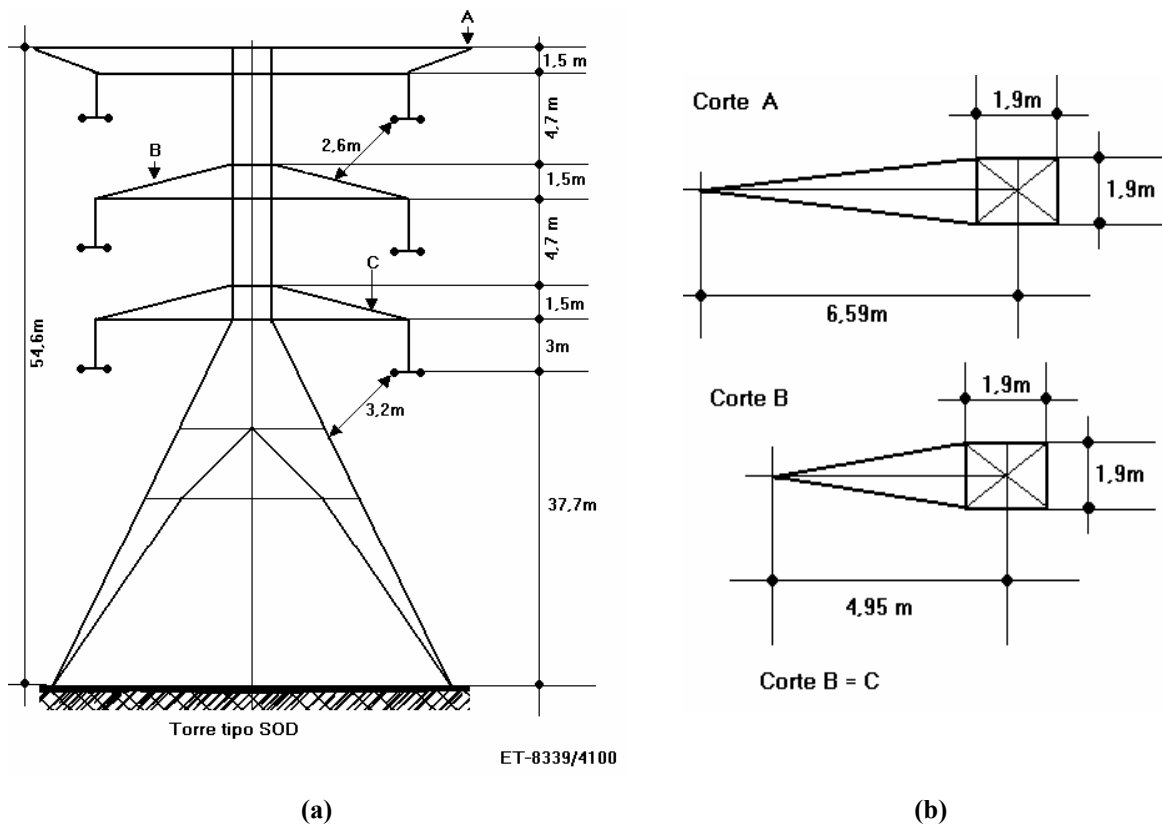 A
1,5 m
4,7 m
2,6m
B
1,5m
4,7 m
C
1,5m
54,6m
3m
3,2m
37,7m
Torre tipo SOD
ET-8339/4100
(a)
Corte A
1,9m
1,9m
6,59m
Corte B
1,9m
1,9m
4,95 m
Corte B = C
(b)